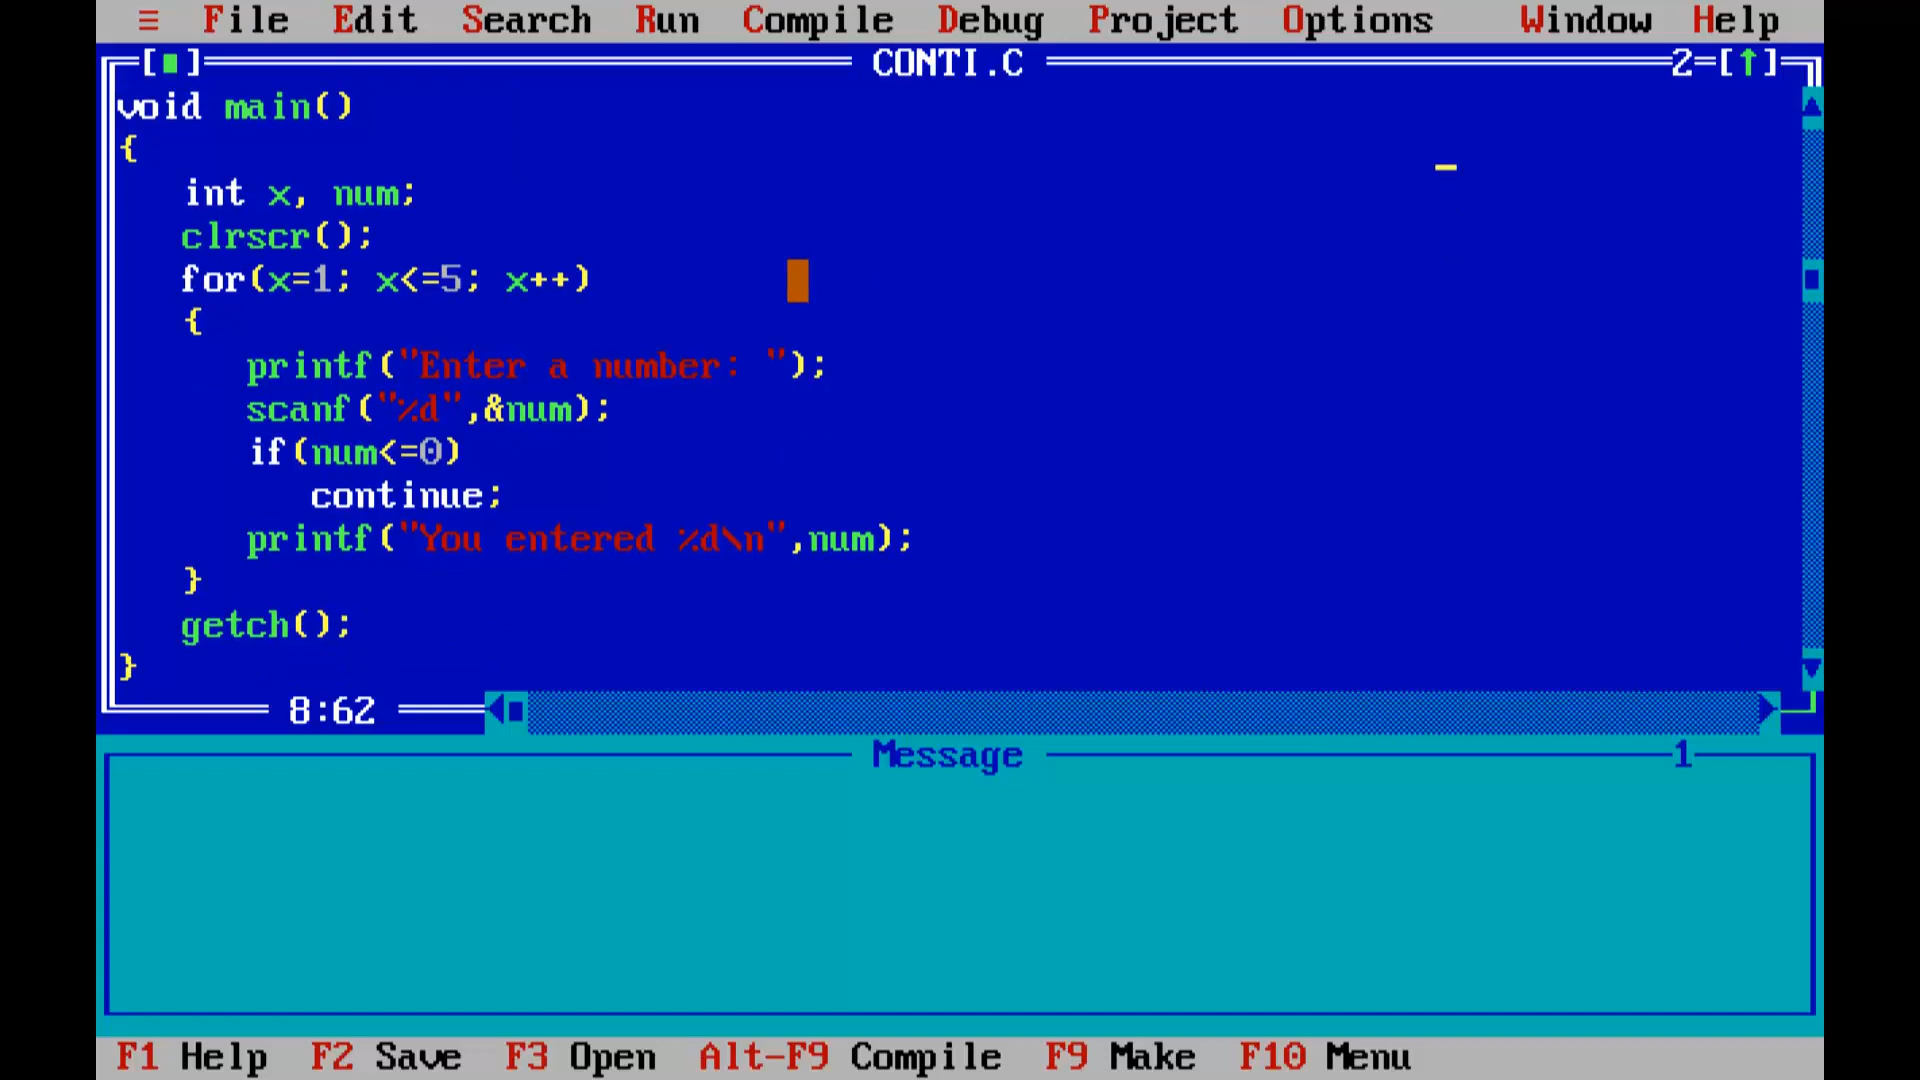 ≡ File Edit Search Run Compile Debug Project Options Window Help
[■] CONTI.C 2=[↑]
void main()
{
int x, num;
clrscr();
for(x=1; x<=5; x++)
{
printf("Enter a number: ");
scanf("%d",&num);
if(num<=0)
continue;
printf("You entered %d\n",num);
}
getch();
}
8:62
Message 1
F1 Help F2 Save F3 Open Alt-F9 Compile F9 Make F10 Menu